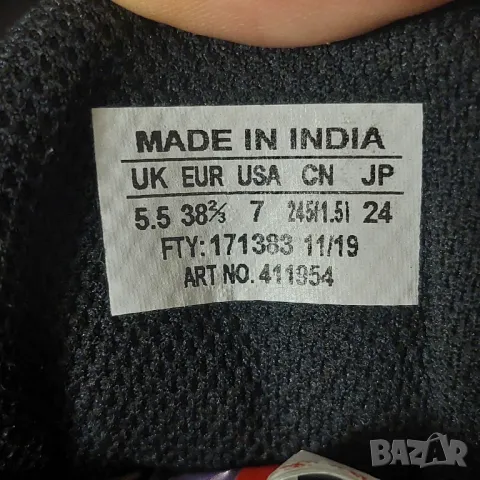 MADE IN INDIA
UK EUR USA CN JP
5.5 38⅔ 7 245(1.5) 24
FTY: 171383 11/19
ART NO. 411954
BAZAR